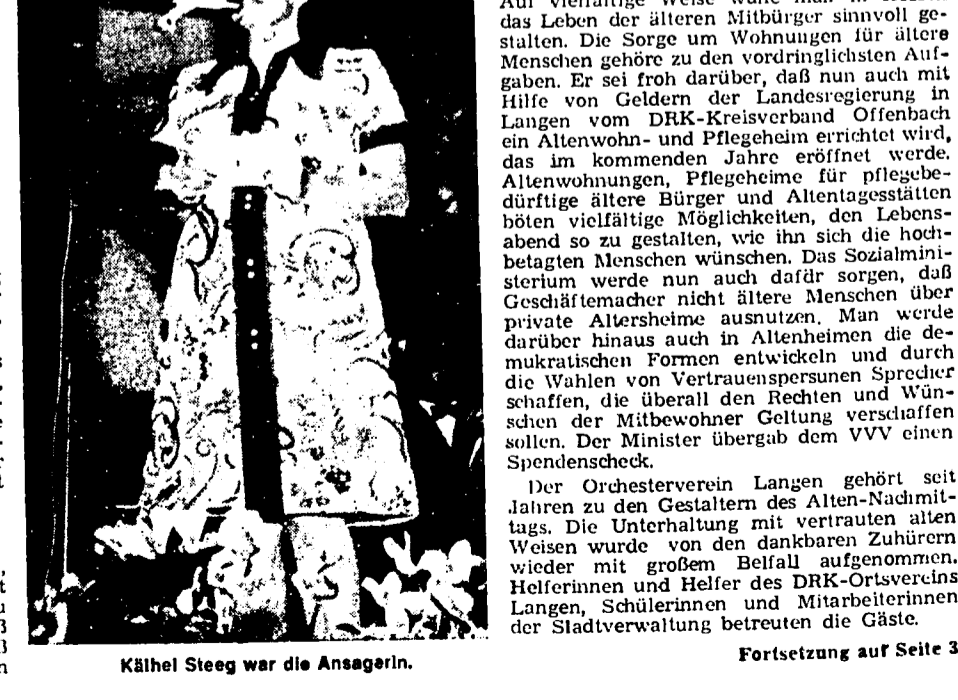 das Leben der älteren Mitbürger sinnvoll ge-
stalten. Die Sorge um Wohnungen für ältere
Menschen gehöre zu den vordringlichsten Auf-
gaben. Er sei froh darüber, daß nun auch mit
Hilfe von Geldern der Landesregierung in
Langen vom DRK-Kreisverband Offenbach
ein Altenwohn- und Pflegeheim errichtet wird,
das im kommenden Jahre eröffnet werde.
Altenwohnungen, Pflegeheime für pflegebe-
dürftige ältere Bürger und Altentagesstätten
böten vielfältige Möglichkeiten, den Lebens-
abend so zu gestalten, wie ihn sich die hoch-
betagten Menschen wünschen. Das Sozialmini-
sterium werde nun auch dafür sorgen, daß
Geschäftemacher nicht ältere Menschen über
private Altersheime ausnutzen. Man werde
darüber hinaus auch in Altenheimen die de-
mukratischen Formen entwickeln und durch
die Wahlen von Vertrauenspersunen Sprecher
schaffen, die überall den Rechten und Wün-
schen der Mitbewohner Geltung verschaffen
sollen. Der Minister übergab dem VVV einen
Spendenscheck.
Der Orchesterverein Langen gehört seit
Jahren zu den Gestaltern des Alten-Nachmit-
tags. Die Unterhaltung mit vertrauten alten
Weisen wurde von den dankbaren Zuhürern
wieder mit großem Beifall aufgenommen.
Helferinnen und Helfer des DRK-Ortsvereins
Langen, Schülerinnen und Mitarbeiterinnen
der Stadtverwaltung betreuten die Gäste.
Fortsetzung auf Seite 3
Käthel Steeg war die Ansagerin.